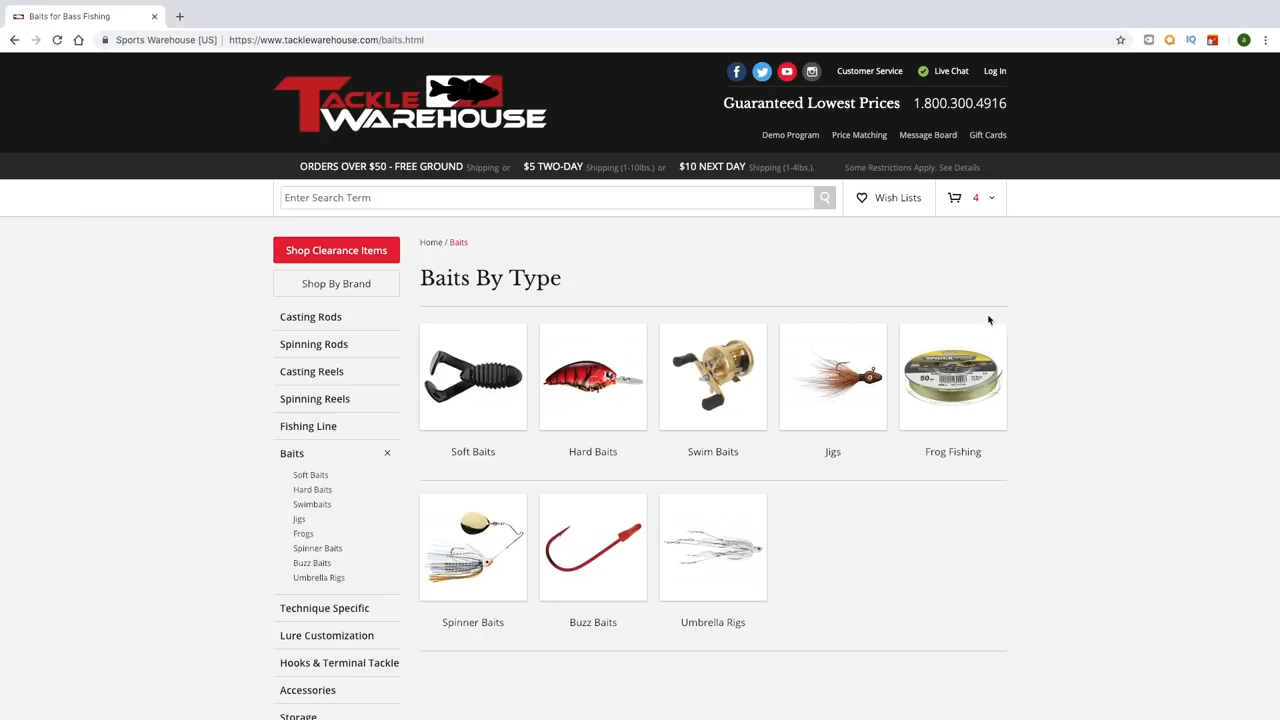 Baits for Bass Fishing
Sports Warehouse [US] https://www.tacklewarehouse.com/baits.html
TACKLE
WAREHOUSE
Customer Service Live Chat Log In
Guaranteed Lowest Prices 1.800.300.4916
Demo Program Price Matching Message Board Gift Cards
ORDERS OVER $50 - FREE GROUND Shipping or $5 TWO-DAY Shipping (1-10lbs.) or $10 NEXT DAY Shipping (1-4lbs.). Some Restrictions Apply. See Details
Enter Search Term
Wish Lists
4
Shop Clearance Items
Shop By Brand
Casting Rods
Spinning Rods
Casting Reels
Spinning Reels
Fishing Line
Baits
Soft Baits
Hard Baits
Swimbaits
Jigs
Frogs
Spinner Baits
Buzz Baits
Umbrella Rigs
Technique Specific
Lure Customization
Hooks & Terminal Tackle
Accessories
Storage
Home / Baits
Baits By Type
Soft Baits
Hard Baits
Swim Baits
Jigs
Frog Fishing
Spinner Baits
Buzz Baits
Umbrella Rigs